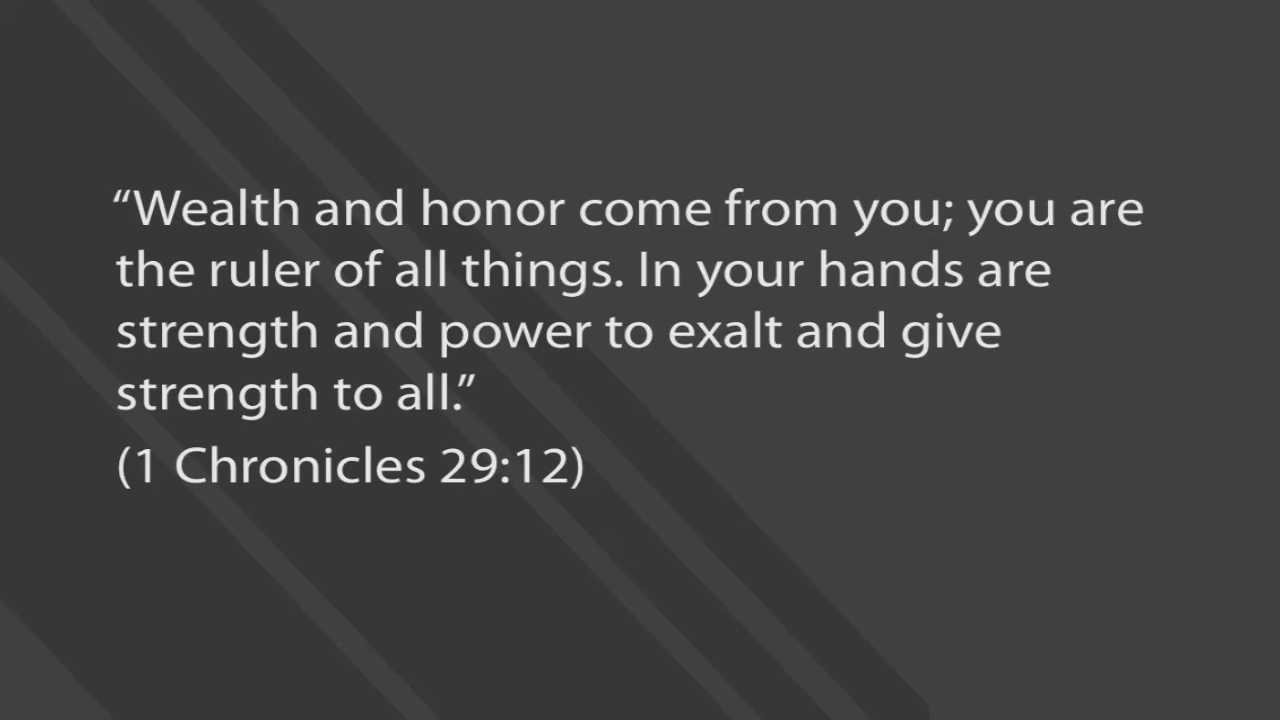 “Wealth and honor come from you; you are
the ruler of all things. In your hands are
strength and power to exalt and give
strength to all.”
(1 Chronicles 29:12)